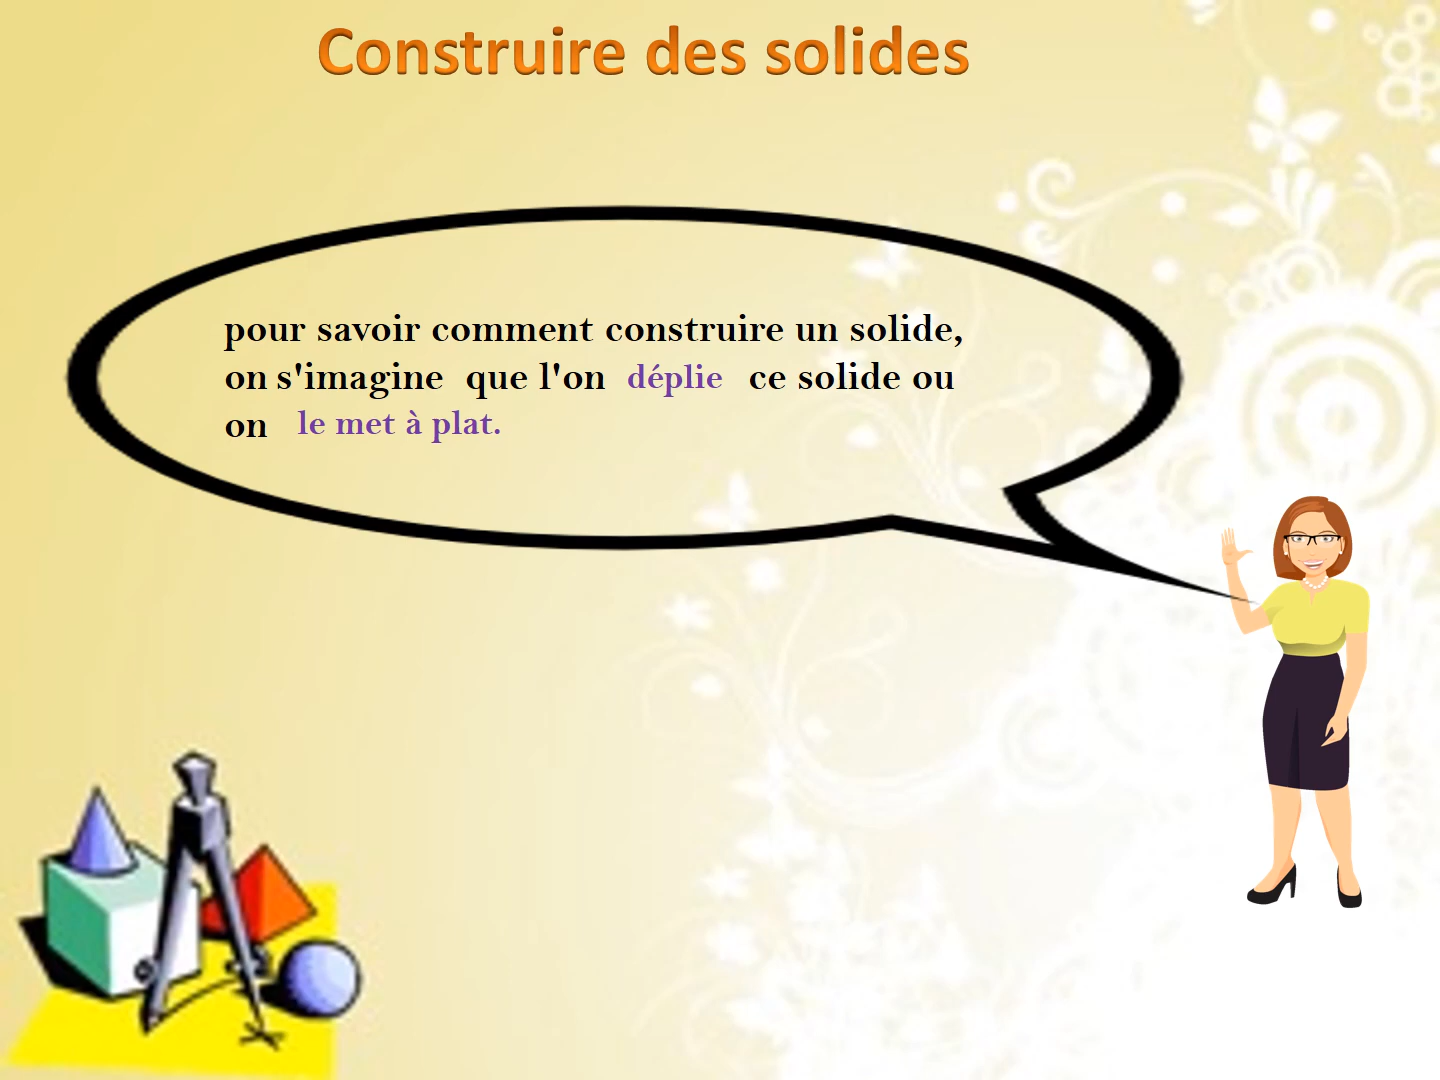 Construire des solides
pour savoir comment construire un solide,
on s'imagine que l'on déplie ce solide ou
on le met à plat.